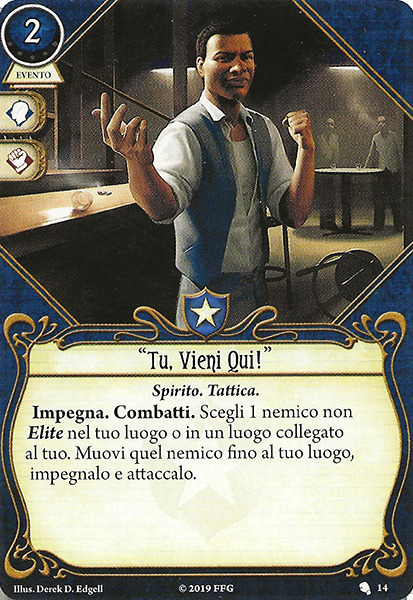 2
EVENTO
“Tu, Vieni Qui!”
Spirito. Tattica.
Impegna. Combatti. Scegli 1 nemico non
Elite nel tuo luogo o in un luogo collegato
al tuo. Muovi quel nemico fino al tuo luogo,
impegnalo e attaccalo.
Illus. Derek D. Edgell © 2019 FFG 14